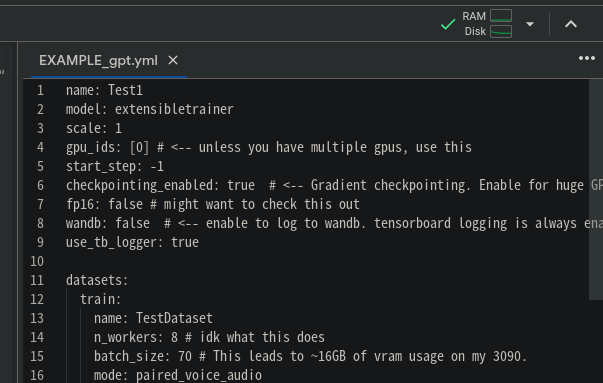 RAM
Disk
EXAMPLE_gpt.yml
1 name: Test1
2 model: extensibletrainer
3 scale: 1
4 gpu_ids: [0] # <-- unless you have multiple gpus, use this
5 start_step: -1
6 checkpointing_enabled: true # <-- Gradient checkpointing. Enable for huge GP
7 fp16: false # might want to check this out
8 wandb: false # <-- enable to log to wandb. tensorboard logging is always ena
9 use_tb_logger: true
10
11 datasets:
12 train:
13 name: TestDataset
14 n_workers: 8 # idk what this does
15 batch_size: 70 # This leads to ~16GB of vram usage on my 3090.
16 mode: paired_voice_audio